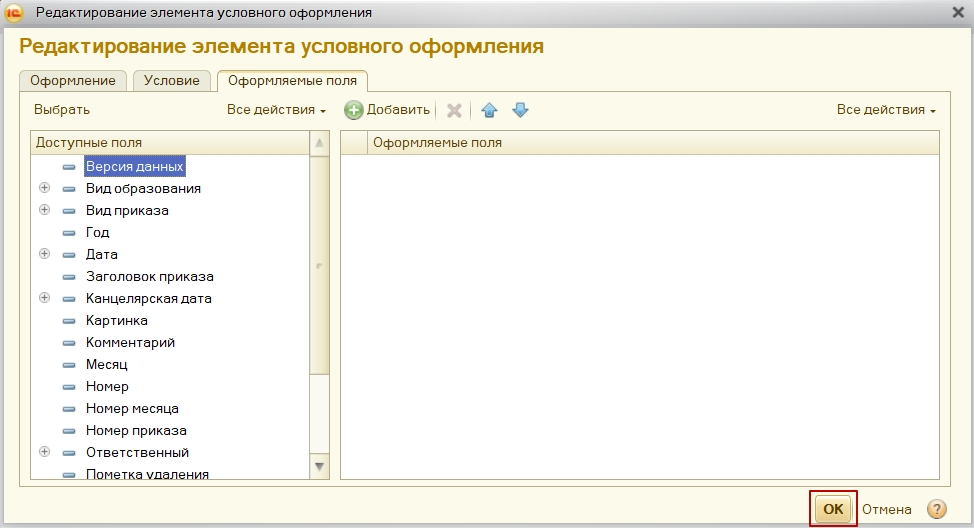 1С Редактирование элемента условного оформления
Редактирование элемента условного оформления
Оформление Условие Оформляемые поля
Выбрать Все действия Добавить Все действия
Доступные поля Оформляемые поля
Версия данных
Вид образования
Вид приказа
Год
Дата
Заголовок приказа
Канцелярская дата
Картинка
Комментарий
Месяц
Номер
Номер месяца
Номер приказа
Ответственный
Пометка удаления
OK Отмена ?